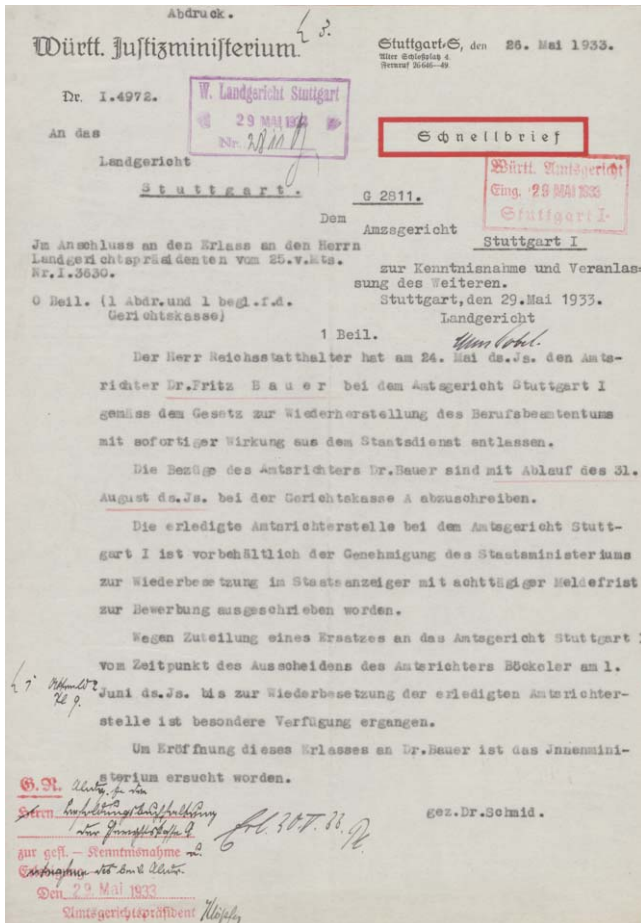 Abdruck.
Württ. Justizministerium.
Stuttgart-S, den 26. Mai 1933.
Alter Schloßplatz 4.
Fernruf 26646—49
Nr. I.4972.
W. Landgericht Stuttgart
29 MAI 1933
Nr.
Schnellbrief
An das
Landgericht
Stuttgart.
Württ. Amtsgericht
Eing. 29 MAI 1933
Stuttgart I
G 2811.
Dem
Amzsgericht
Stuttgart I
Jm Anschluss an den Erlass an den Herrn
Landgerichtspräsidenten vom 25.v.Mts.
Nr.I.3630.
zur Kenntnisnahme und Veranlas=
sung des Weiteren.
0 Beil. (1 Abdr.und 1 begl.f.d.
Gerichtskasse)
Stuttgart,den 29.Mai 1933.
Landgericht
1 Beil.
Der Herr Reichsstatthalter hat am 24. Mai ds.Js. den Amts-
richter Dr.Fritz Bauer bei dem Amtsgericht Stuttgart I
gemäss dem Gesetz zur Wiederherstellung des Berufsbeamtentums
mit sofortiger Wirkung aus dem Staatsdienst entlassen.
Die Bezüge des Amtsrichters Dr.Bauer sind mit Ablauf des 31.
August ds.Js. bei der Gerichtskasse A abzuschreiben.
Die erledigte Amtsrichterstelle bei dem Amtsgericht Stutt-
gart I ist vorbehältlich der Genehmigung des Staatsministeriums
zur Wiederbesetzung im Staatsanzeiger mit achttägiger Meldefrist
zur Bewerbung ausgeschrieben worden.
Wegen Zuteilung eines Ersatzes an das Amtsgericht Stuttgart I
vom Zeitpunkt des Ausscheidens des Amtsrichters Böckeler am 1.
Juni ds.Js. bis zur Wiederbesetzung der erledigten Amtsrichter-
stelle ist besondere Verfügung ergangen.
Um Eröffnung dieses Erlasses an Dr.Bauer ist das Jnnenmini-
sterium ersucht worden.
gez.Dr.Schmid.
G.R.
Herrn
zur gefl. — Kenntnisnahme u.
Den 29. Mai 1933
Amtsgerichtspräsident